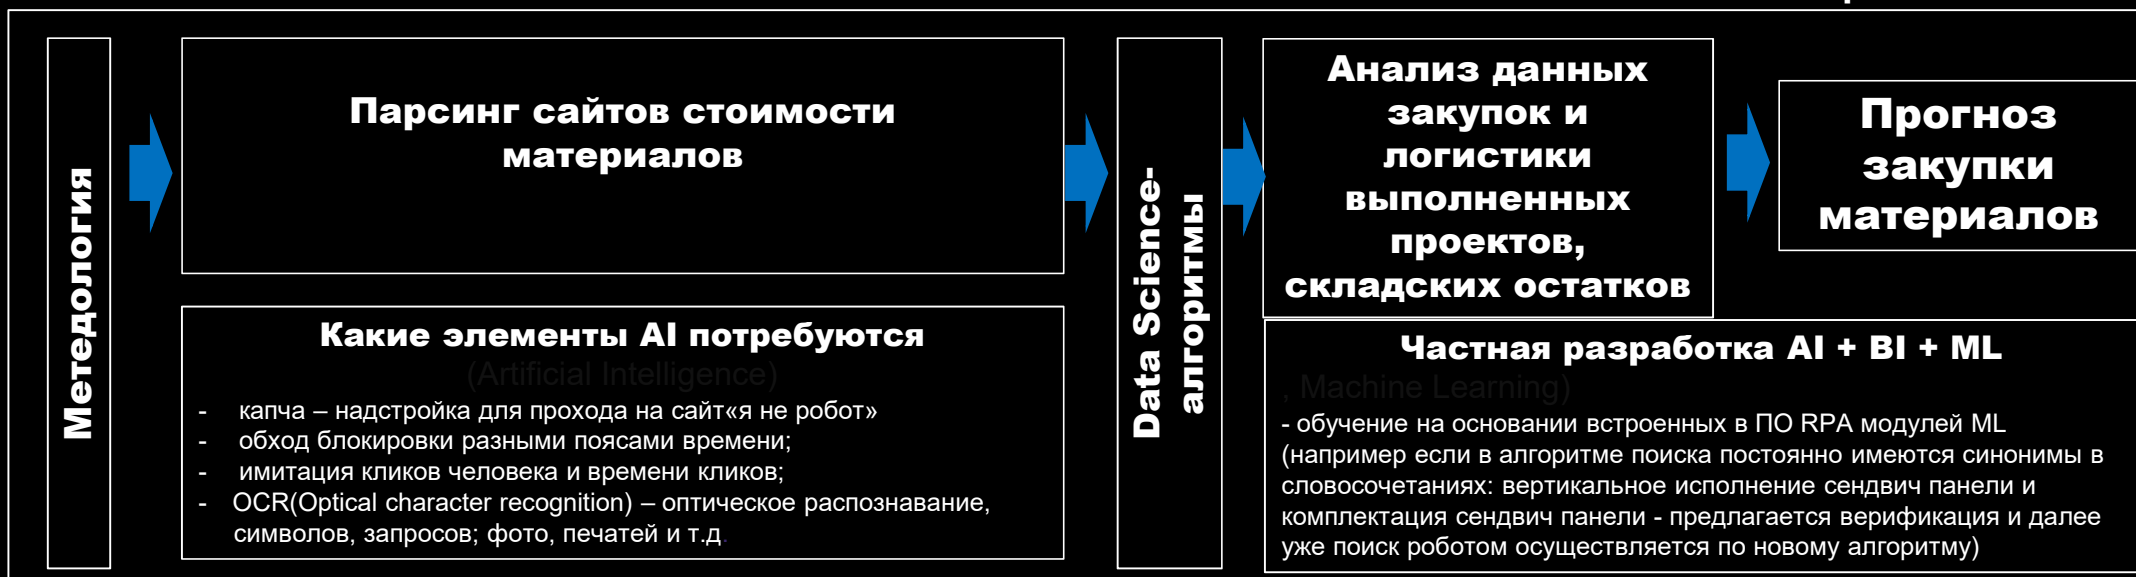 Метедология
Парсинг сайтов стоимости
материалов
Какие элементы AI потребуются
(Artificial Intelligence)
- капча – надстройка для прохода на сайт«я не робот»
- обход блокировки разными поясами времени;
- имитация кликов человека и времени кликов;
- OCR(Optical character recognition) – оптическое распознавание,
символов, запросов; фото, печатей и т.д.
Data Science-
алгоритмы
Анализ данных
закупок и
логистики
выполненных
проектов,
складских остатков
Прогноз
закупки
материалов
Частная разработка AI + BI + ML
, Machine Learning)
- обучение на основании встроенных в ПО RPA модулей ML
(например если в алгоритме поиска постоянно имеются синонимы в
словосочетаниях: вертикальное исполнение сендвич панели и
комплектация сендвич панели - предлагается верификация и далее
уже поиск роботом осуществляется по новому алгоритму)